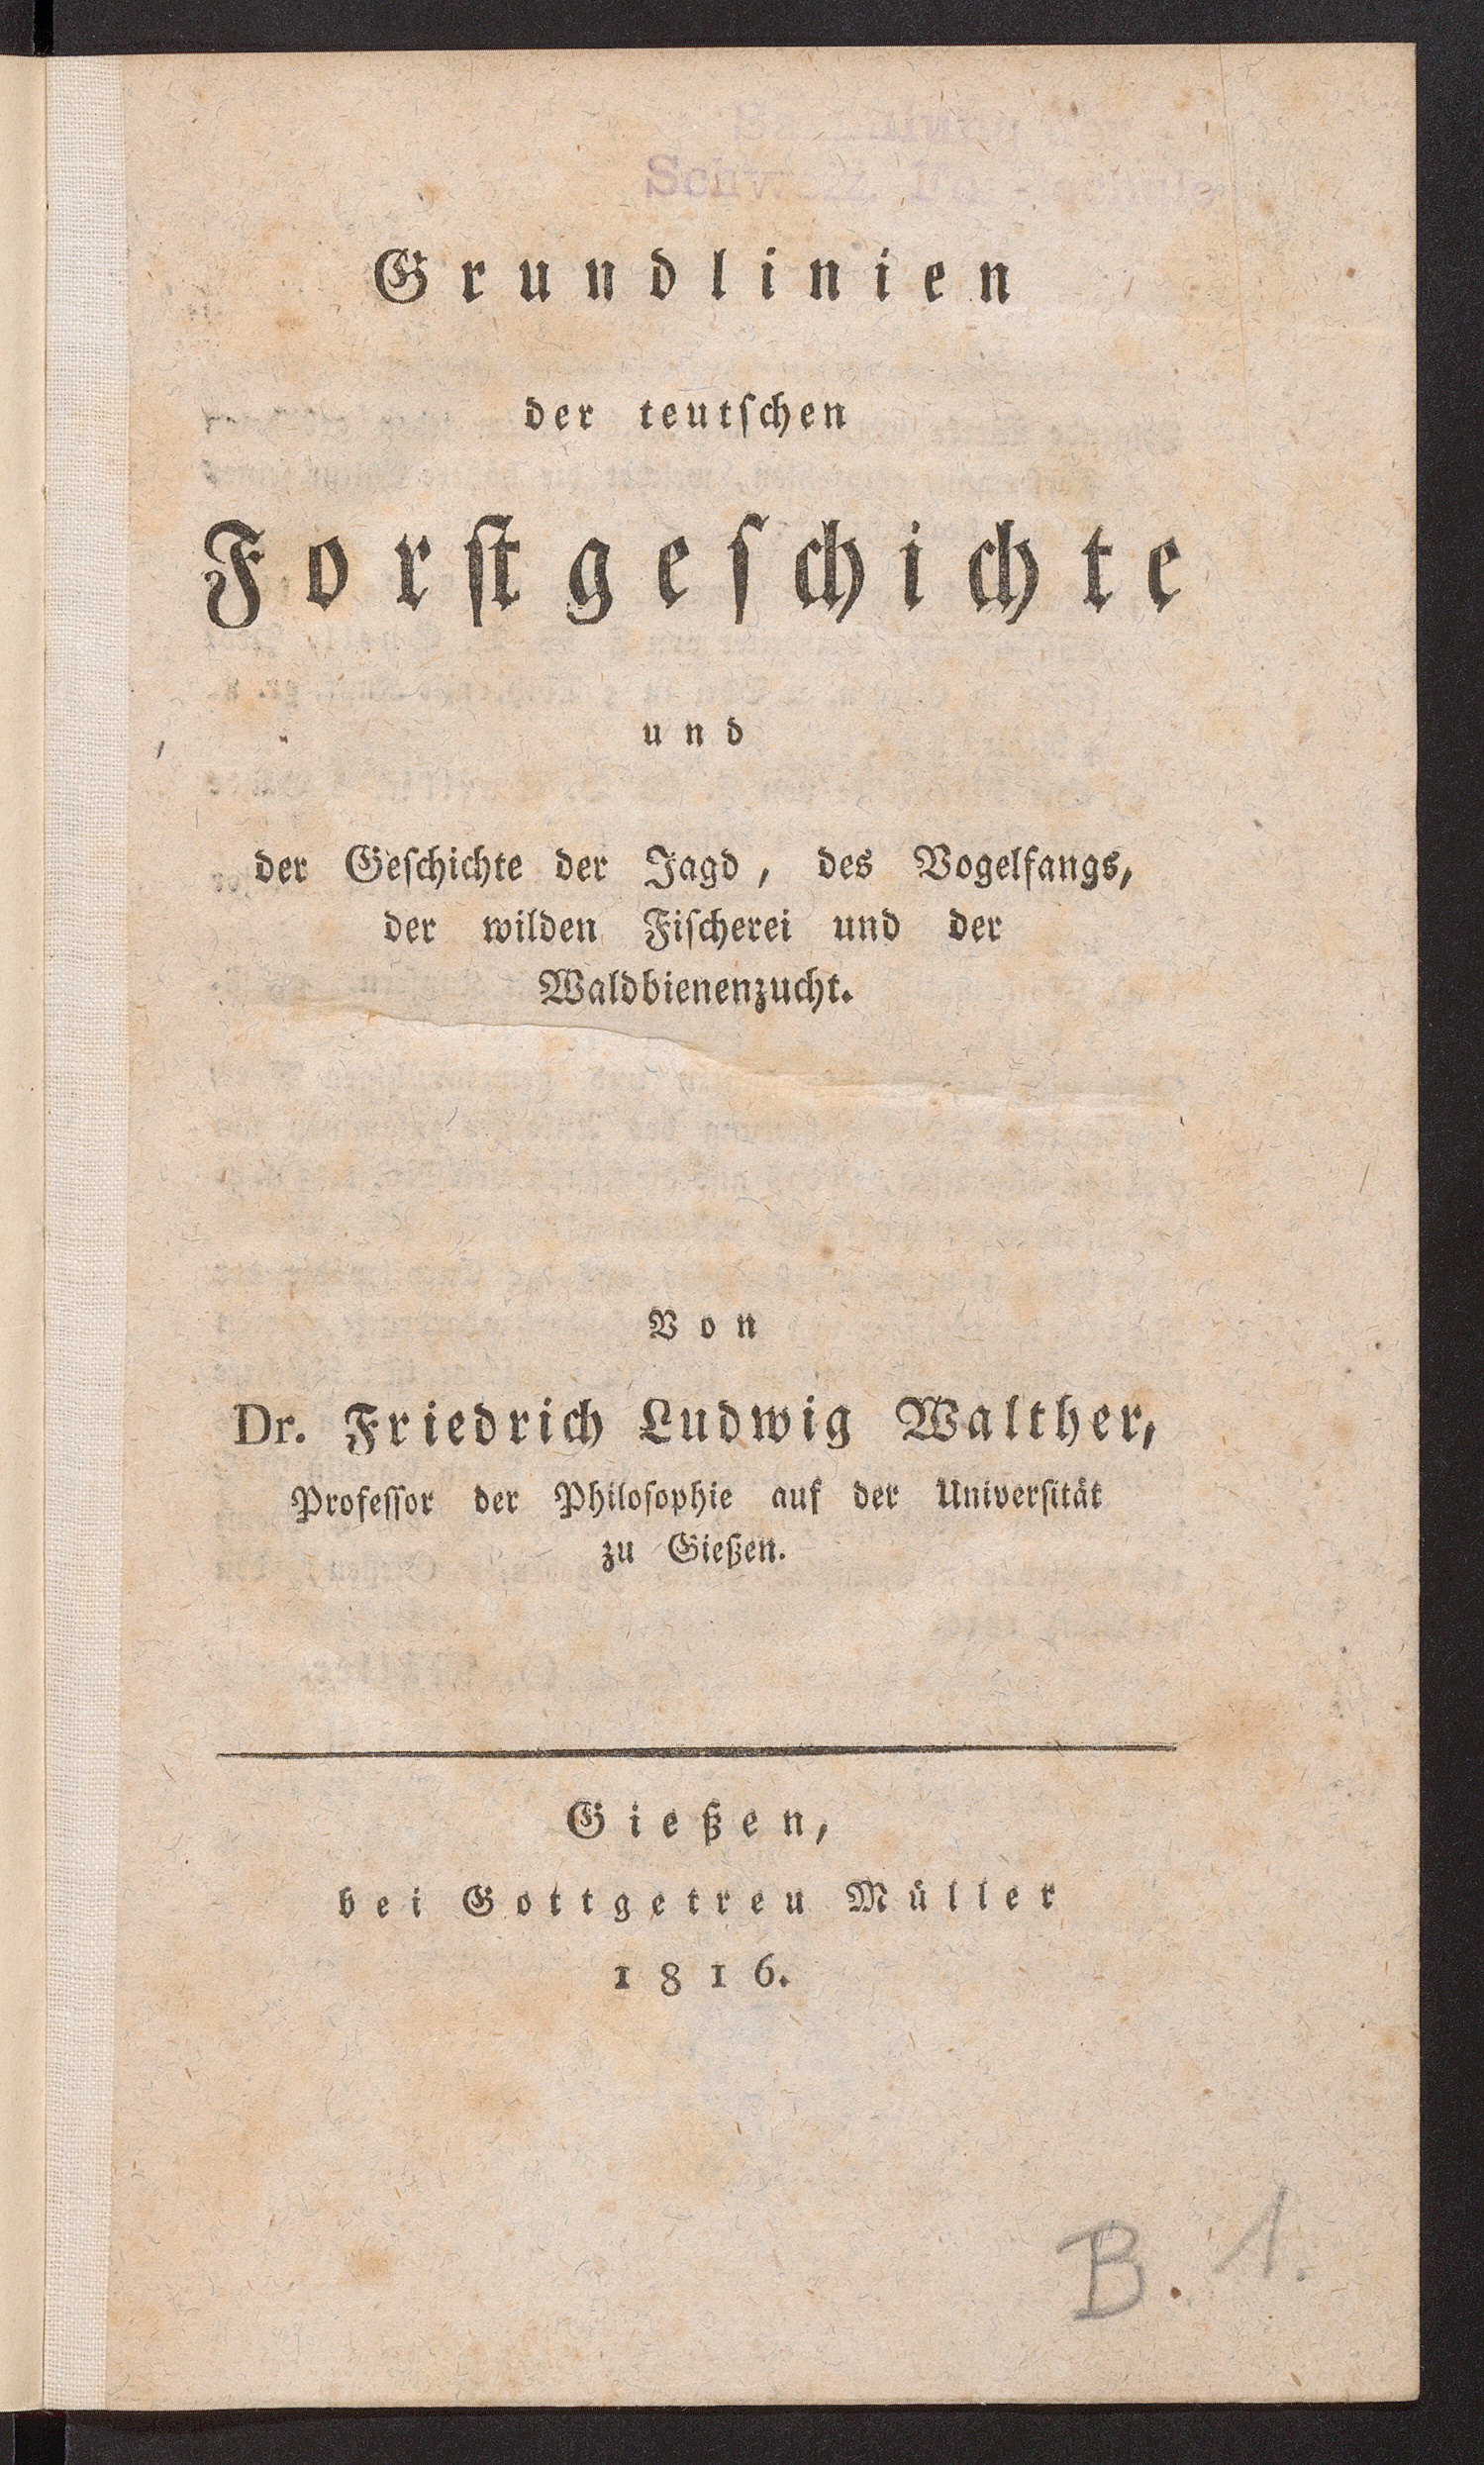 Grundlinien
der teutſchen
Forſtgeſchichte
und
der Geſchichte der Jagd, des Vogelfangs,
der wilden Fiſcherei und der
Waldbienenzucht.
Von
Dr. Friedrich Ludwig Walther,
Profeſſor der Philoſophie auf der Univerſität
zu Gießen.
Gießen,
bei Gottgetreu Müller
1816.
B. 1.